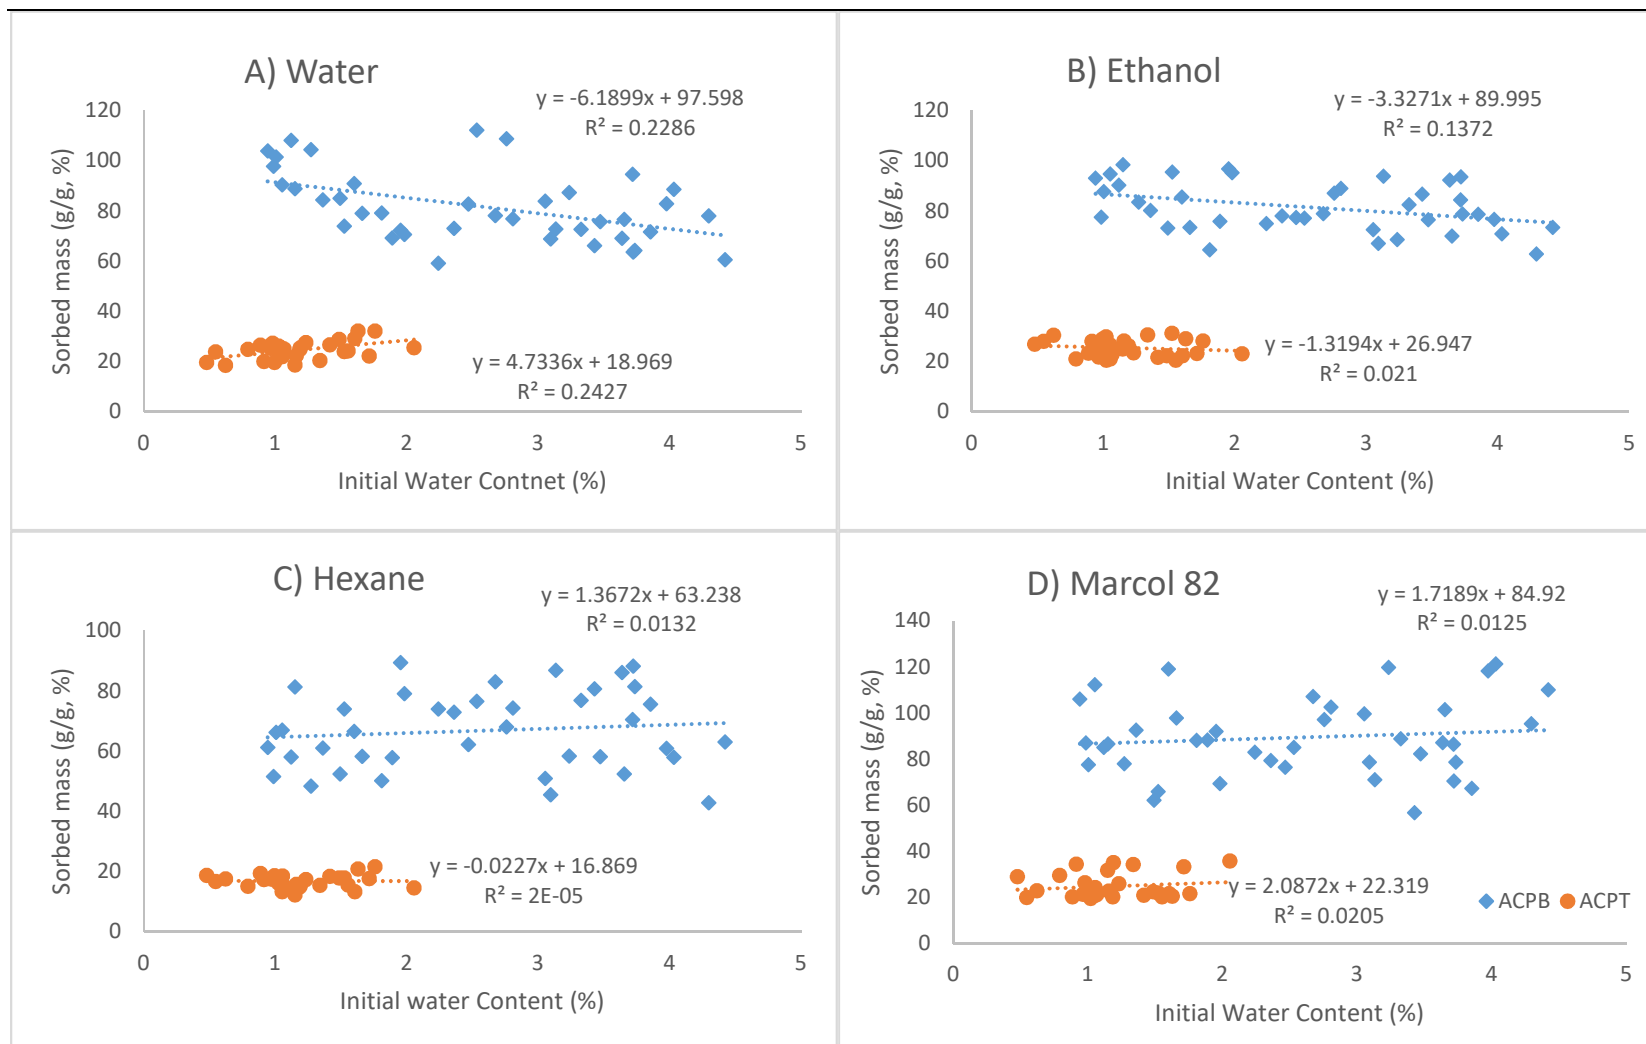 A) Water
y = -6.1899x + 97.598
R² = 0.2286
120
100
80
60
40
20
0
Sorbed mass (g/g, %)
y = 4.7336x + 18.969
R² = 0.2427
0 1 2 3 4 5
Initial Water Contnet (%)
B) Ethanol
y = -3.3271x + 89.995
R² = 0.1372
120
100
80
60
40
20
0
Sorbed mass (g/g, %)
y = -1.3194x + 26.947
R² = 0.021
0 1 2 3 4 5
Initial Water Content (%)
C) Hexane
y = 1.3672x + 63.238
R² = 0.0132
100
80
60
40
20
0
Sorbed mass (g/g, %)
y = -0.0227x + 16.869
R² = 2E-05
0 1 2 3 4 5
Initial water Content (%)
D) Marcol 82
y = 1.7189x + 84.92
R² = 0.0125
140
120
100
80
60
40
20
0
Sorbed mass (g/g, %)
y = 2.0872x + 22.319
R² = 0.0205
ACPB ACPT
0 1 2 3 4 5
Initial Water Content (%)